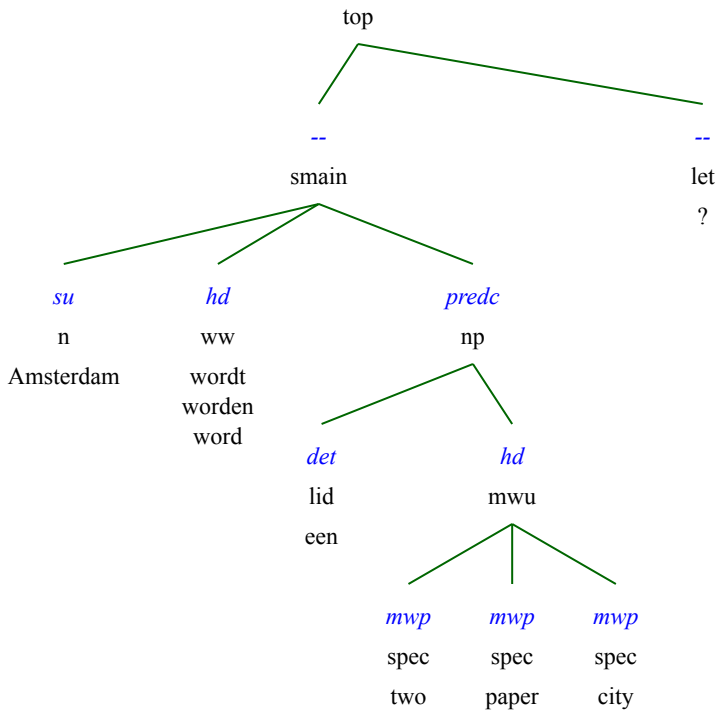 top
-- --
smain let
?
su hd predc
n ww np
Amsterdam wordt
worden
word
det hd
lid mwu
een
mwp mwp mwp
spec spec spec
two paper city